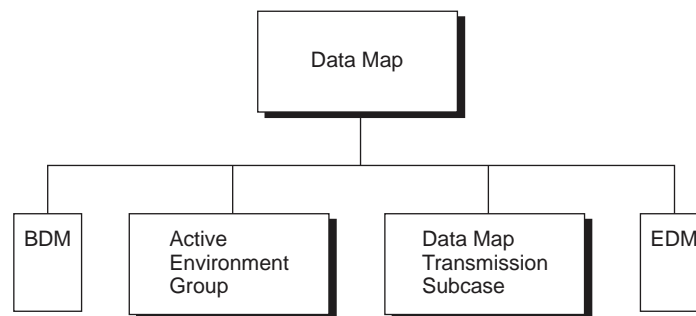 Data Map
BDM
Active
Environment
Group
Data Map
Transmission
Subcase
EDM